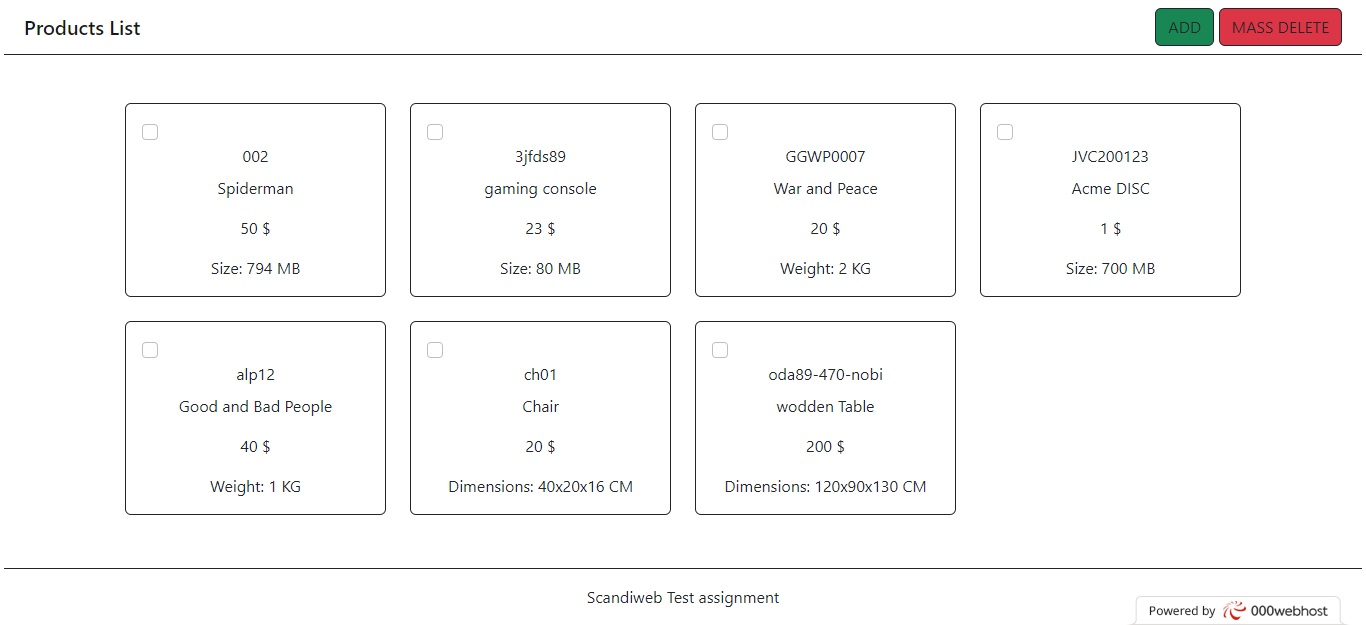 Products List
ADD
MASS DELETE
002
Spiderman
50 $
Size: 794 MB
3jfds89
gaming console
23 $
Size: 80 MB
GGWP0007
War and Peace
20 $
Weight: 2 KG
JVC200123
Acme DISC
1 $
Size: 700 MB
alp12
Good and Bad People
40 $
Weight: 1 KG
ch01
Chair
20 $
Dimensions: 40x20x16 CM
oda89-470-nobi
wodden Table
200 $
Dimensions: 120x90x130 CM
Scandiweb Test assignment
Powered by 000webhost